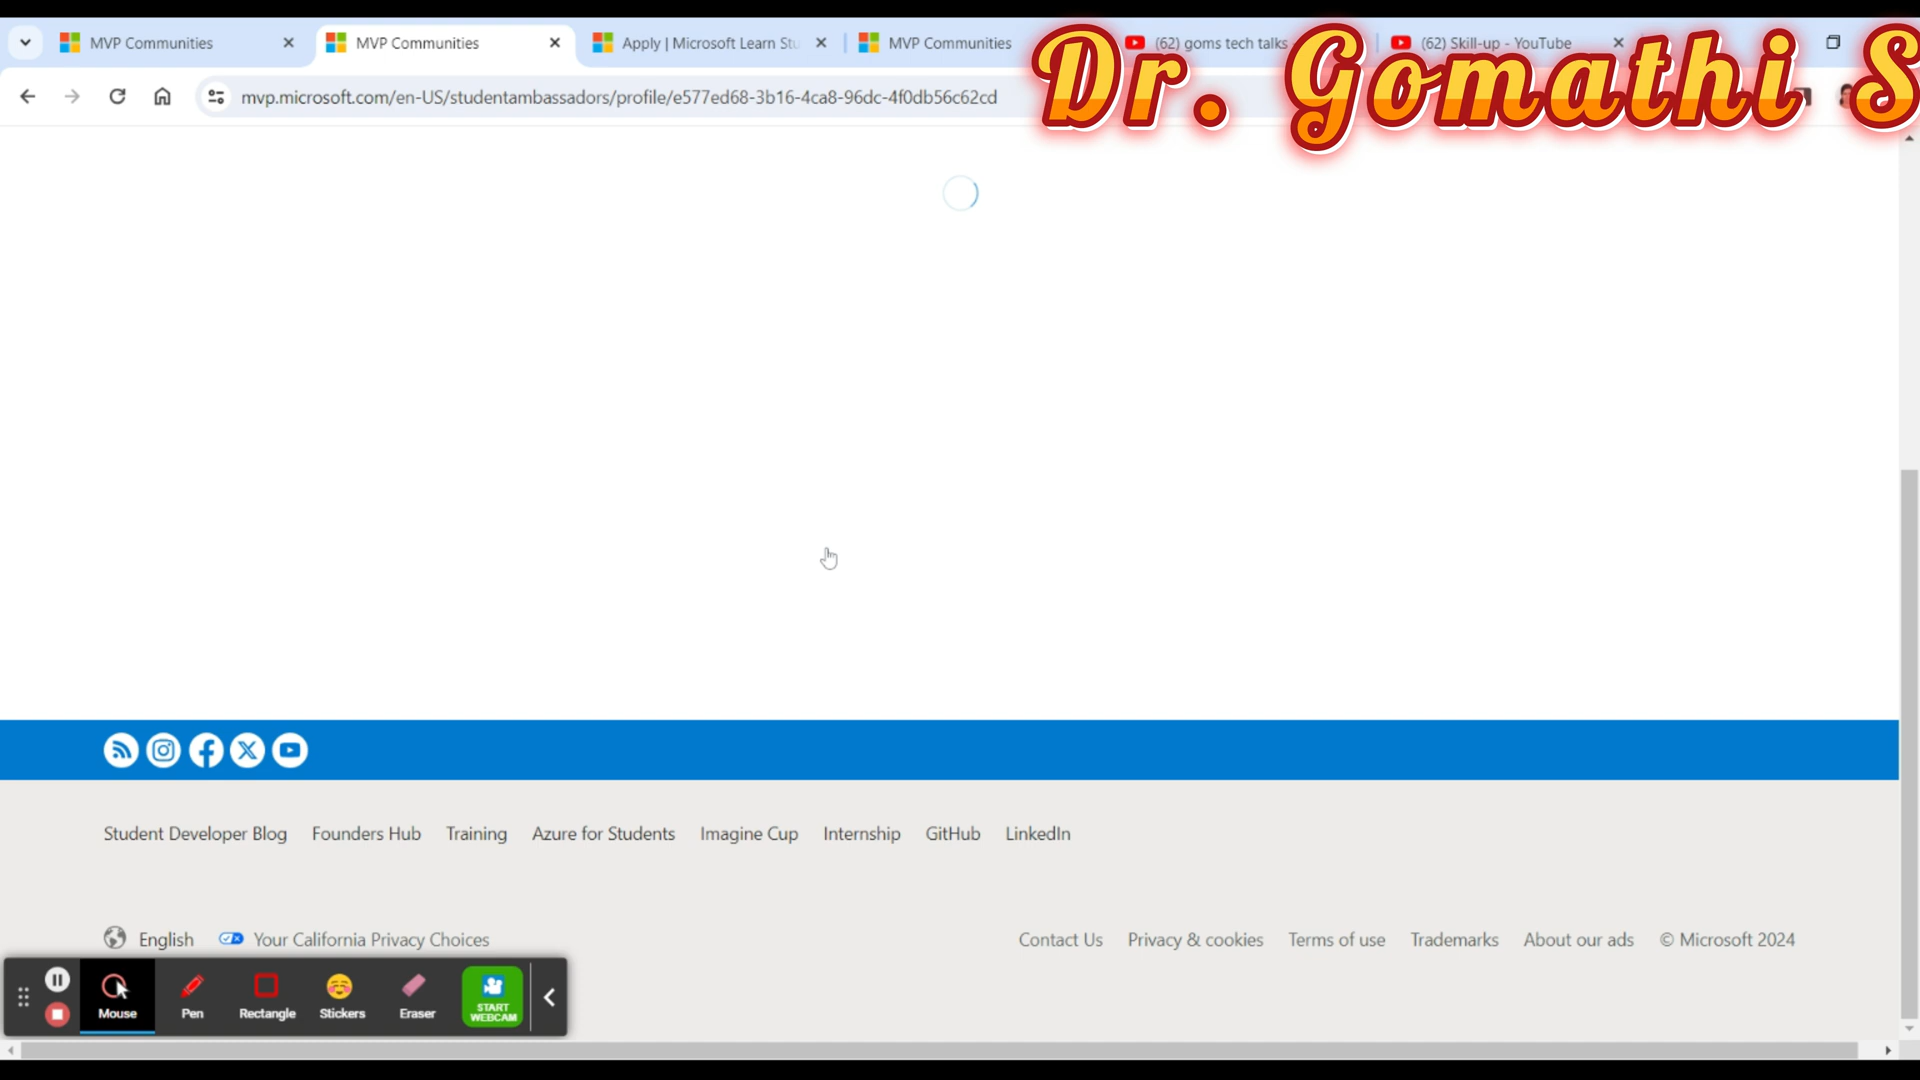 MVP Communities
MVP Communities
Apply | Microsoft Learn Stu
MVP Communities
(62) goms tech talks
(62) Skill-up - YouTube
Dr. Gomathi S
mvp.microsoft.com/en-US/studentambassadors/profile/e577ed68-3b16-4ca8-96dc-4f0db56c62cd
Student Developer Blog Founders Hub Training Azure for Students Imagine Cup Internship GitHub LinkedIn
English Your California Privacy Choices
Contact Us Privacy & cookies Terms of use Trademarks About our ads © Microsoft 2024
Mouse Pen Rectangle Stickers Eraser
START
WEBCAM